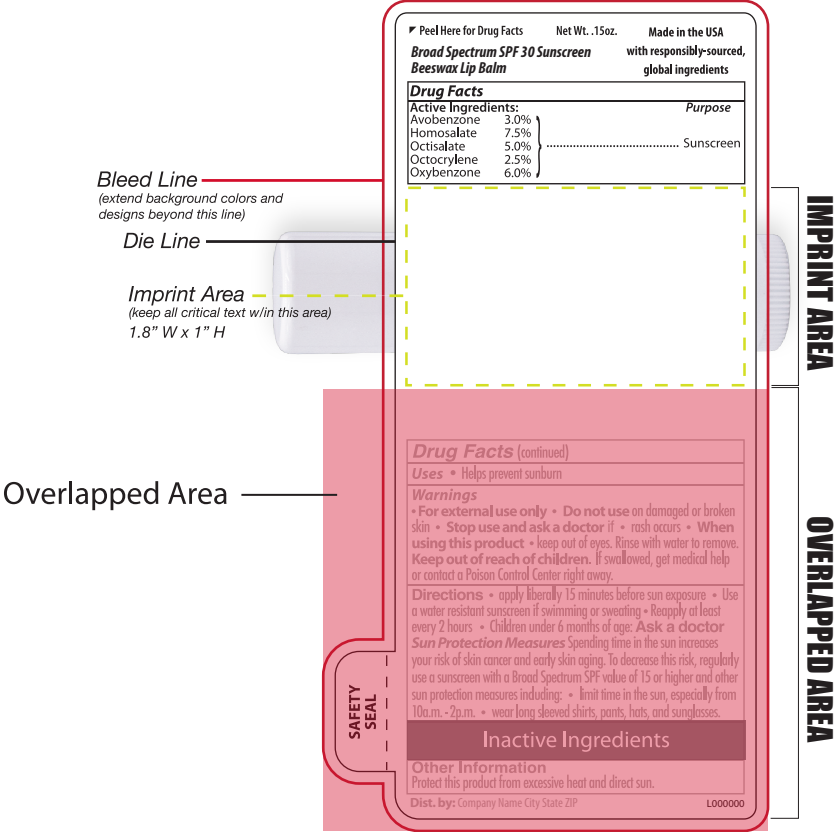 Peel Here for Drug Facts Net Wt. .15oz.
Made in the USA
with responsibly-sourced,
global ingredients
Broad Spectrum SPF 30 Sunscreen
Beeswax Lip Balm
Drug Facts
Active Ingredients: Purpose
Avobenzone 3.0%
Homosalate 7.5%
Octisalate 5.0% ........ Sunscreen
Octocrylene 2.5%
Oxybenzone 6.0%
Bleed Line
(extend background colors and
designs beyond this line)
Die Line
Imprint Area
(keep all critical text w/in this area)
1.8” W x 1” H
IMPRINT AREA
Overlapped Area
OVERLAPPED AREA
Drug Facts (continued)
Uses • Helps prevent sunburn
Warnings
• For external use only • Do not use on damaged or broken
skin • Stop use and ask a doctor if • rash occurs • When
using this product • keep out of eyes. Rinse with water to remove.
Keep out of reach of children. If swallowed, get medical help
or contact a Poison Control Center right away.
Directions • apply liberally 15 minutes before sun exposure • Use
a water resistant sunscreen if swimming or sweating • Reapply at least
every 2 hours • Children under 6 months of age: Ask a doctor
Sun Protection Measures Spending time in the sun increases
your risk of skin cancer and early skin aging. To decrease this risk, regularly
use a sunscreen with a Broad Spectrum SPF value of 15 or higher and other
sun protection measures including: • limit time in the sun, especially from
10a.m. - 2p.m. • wear long sleeved shirts, pants, hats, and sunglasses.
SAFETY
SEAL
Inactive Ingredients
Other Information
Protect this product from excessive heat and direct sun.
Dist. by: Company Name City State ZIP L000000